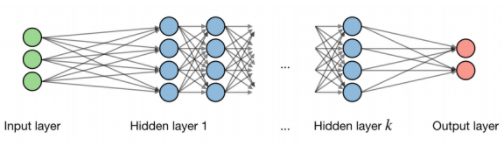 ...
Input layer Hidden layer 1 ... Hidden layer k Output layer